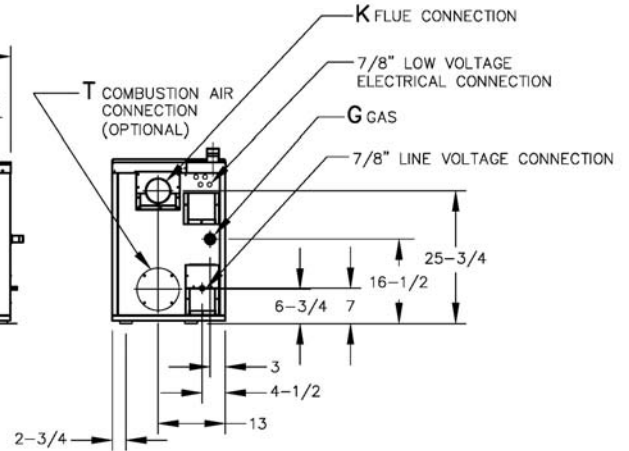 K FLUE CONNECTION
7/8" LOW VOLTAGE
ELECTRICAL CONNECTION
T COMBUSTION AIR
CONNECTION
(OPTIONAL)
G GAS
7/8" LINE VOLTAGE CONNECTION
25-3/4
16-1/2
6-3/4
7
3
4-1/2
13
2-3/4